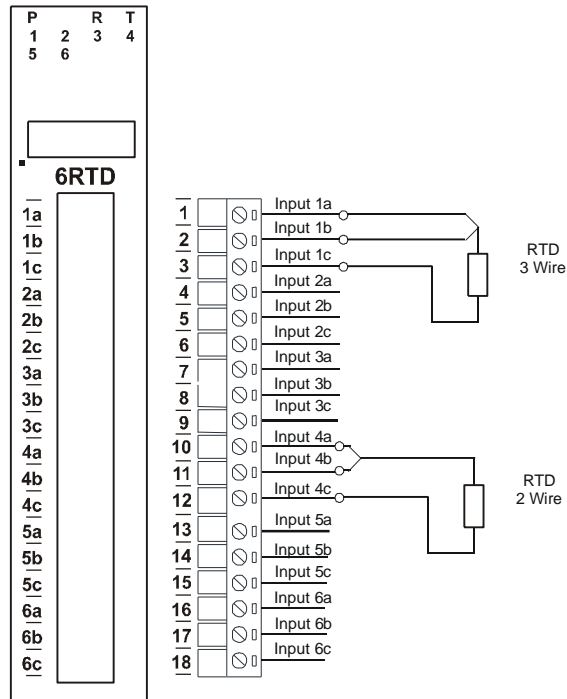 P R T
1 2 3 4
5 6
6RTD
1a
1b
1c
2a
2b
2c
3a
3b
3c
4a
4b
4c
5a
5b
5c
6a
6b
6c
1 Input 1a
2 Input 1b
3 Input 1c
4 Input 2a
5 Input 2b
6 Input 2c
7 Input 3a
8 Input 3b
9 Input 3c
10 Input 4a
11 Input 4b
12 Input 4c
13 Input 5a
14 Input 5b
15 Input 5c
16 Input 6a
17 Input 6b
18 Input 6c
RTD
3 Wire
RTD
2 Wire